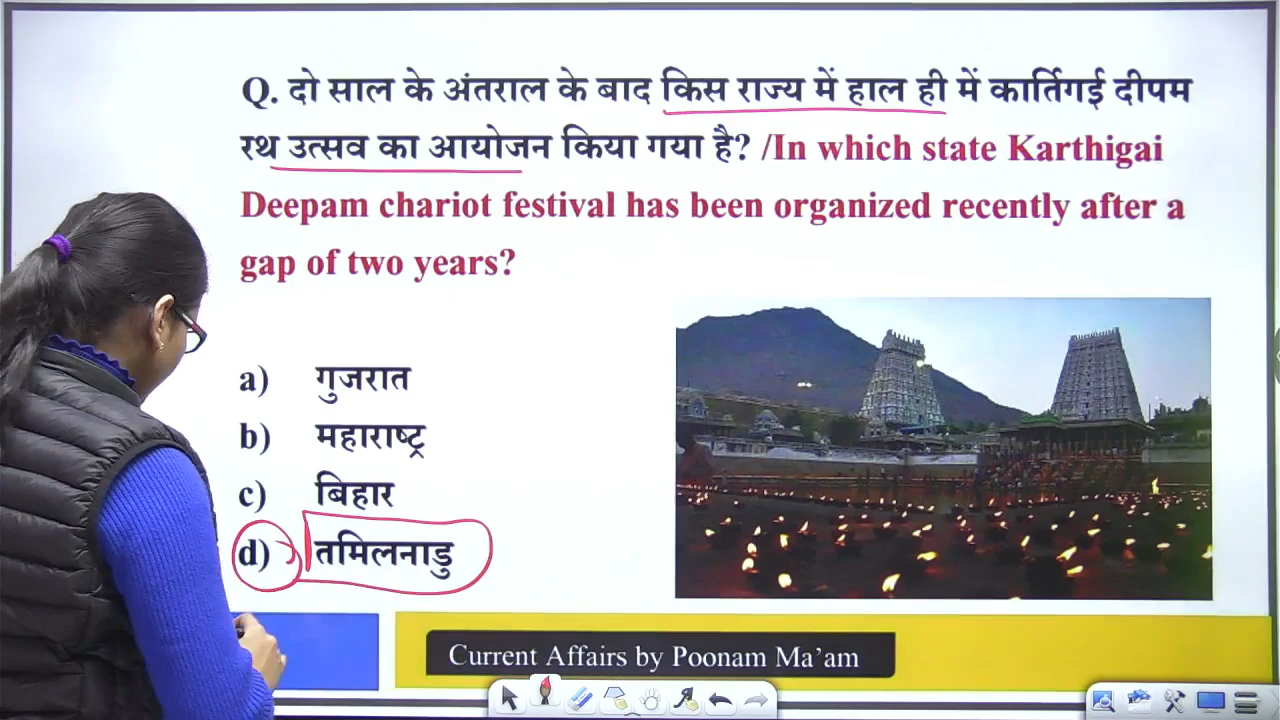 Q. दो साल के अंतराल के बाद किस राज्य में हाल ही में कार्तिगई दीपम
रथ उत्सव का आयोजन किया गया है? /In which state Karthigai
Deepam chariot festival has been organized recently after a
gap of two years?
a) गुजरात
b) महाराष्ट्र
c) बिहार
d) तमिलनाडु
Current Affairs by Poonam Ma'am